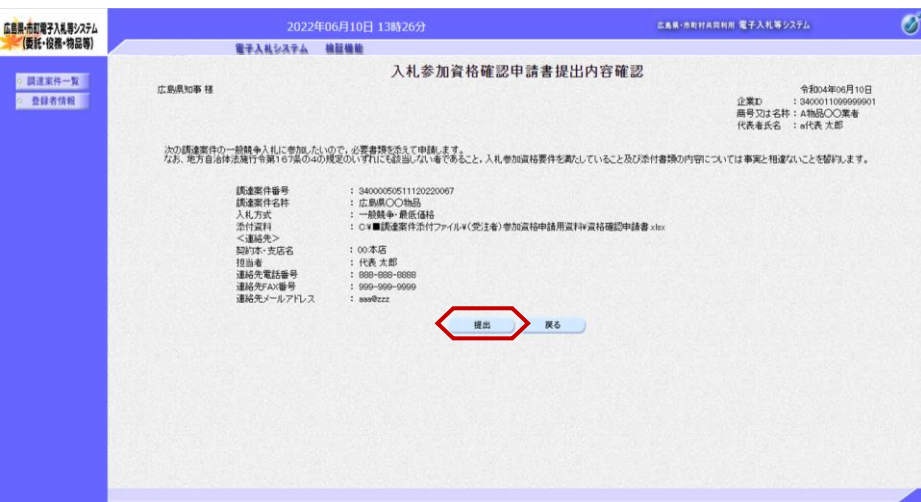 広島県・市町電子入札等システム
(委託・役務・物品等)
2022年06月10日 13時26分
広島県・市町村共同利用 電子入札等システム
電子入札システム 検証機能
調達案件一覧
登録者情報
入札参加資格確認申請書提出内容確認
広島県知事 様
令和04年06月10日
企業ID : 3400011099999901
商号又は名称 : A物品〇〇業者
代表者氏名 : a代表 太郎
次の調達案件の一般競争入札に参加したいので，必要書類を添えて申請します。
なお、地方自治体法施行令第167条の4の規定のいずれにも該当しない者であること，入札参加資格要件を満たしていること及び添付書類の内容については事実と相違ないことを誓約します。
調達案件番号 : 34000050511120220067
調達案件名称 : 広島県〇〇物品
入札方式 : 一般競争・最低価格
添付資料 : C:¥■調達案件添付ファイル¥(受注者)参加資格申請用資料¥資格確認申請書.xlsx
＜連絡先＞
契約本・支店名 : 00本店
担当者 : 代表 太郎
連絡先電話番号 : 888-888-8888
連絡先FAX番号 : 999-999-9999
連絡先メールアドレス : aaa@zzz
提出 戻る